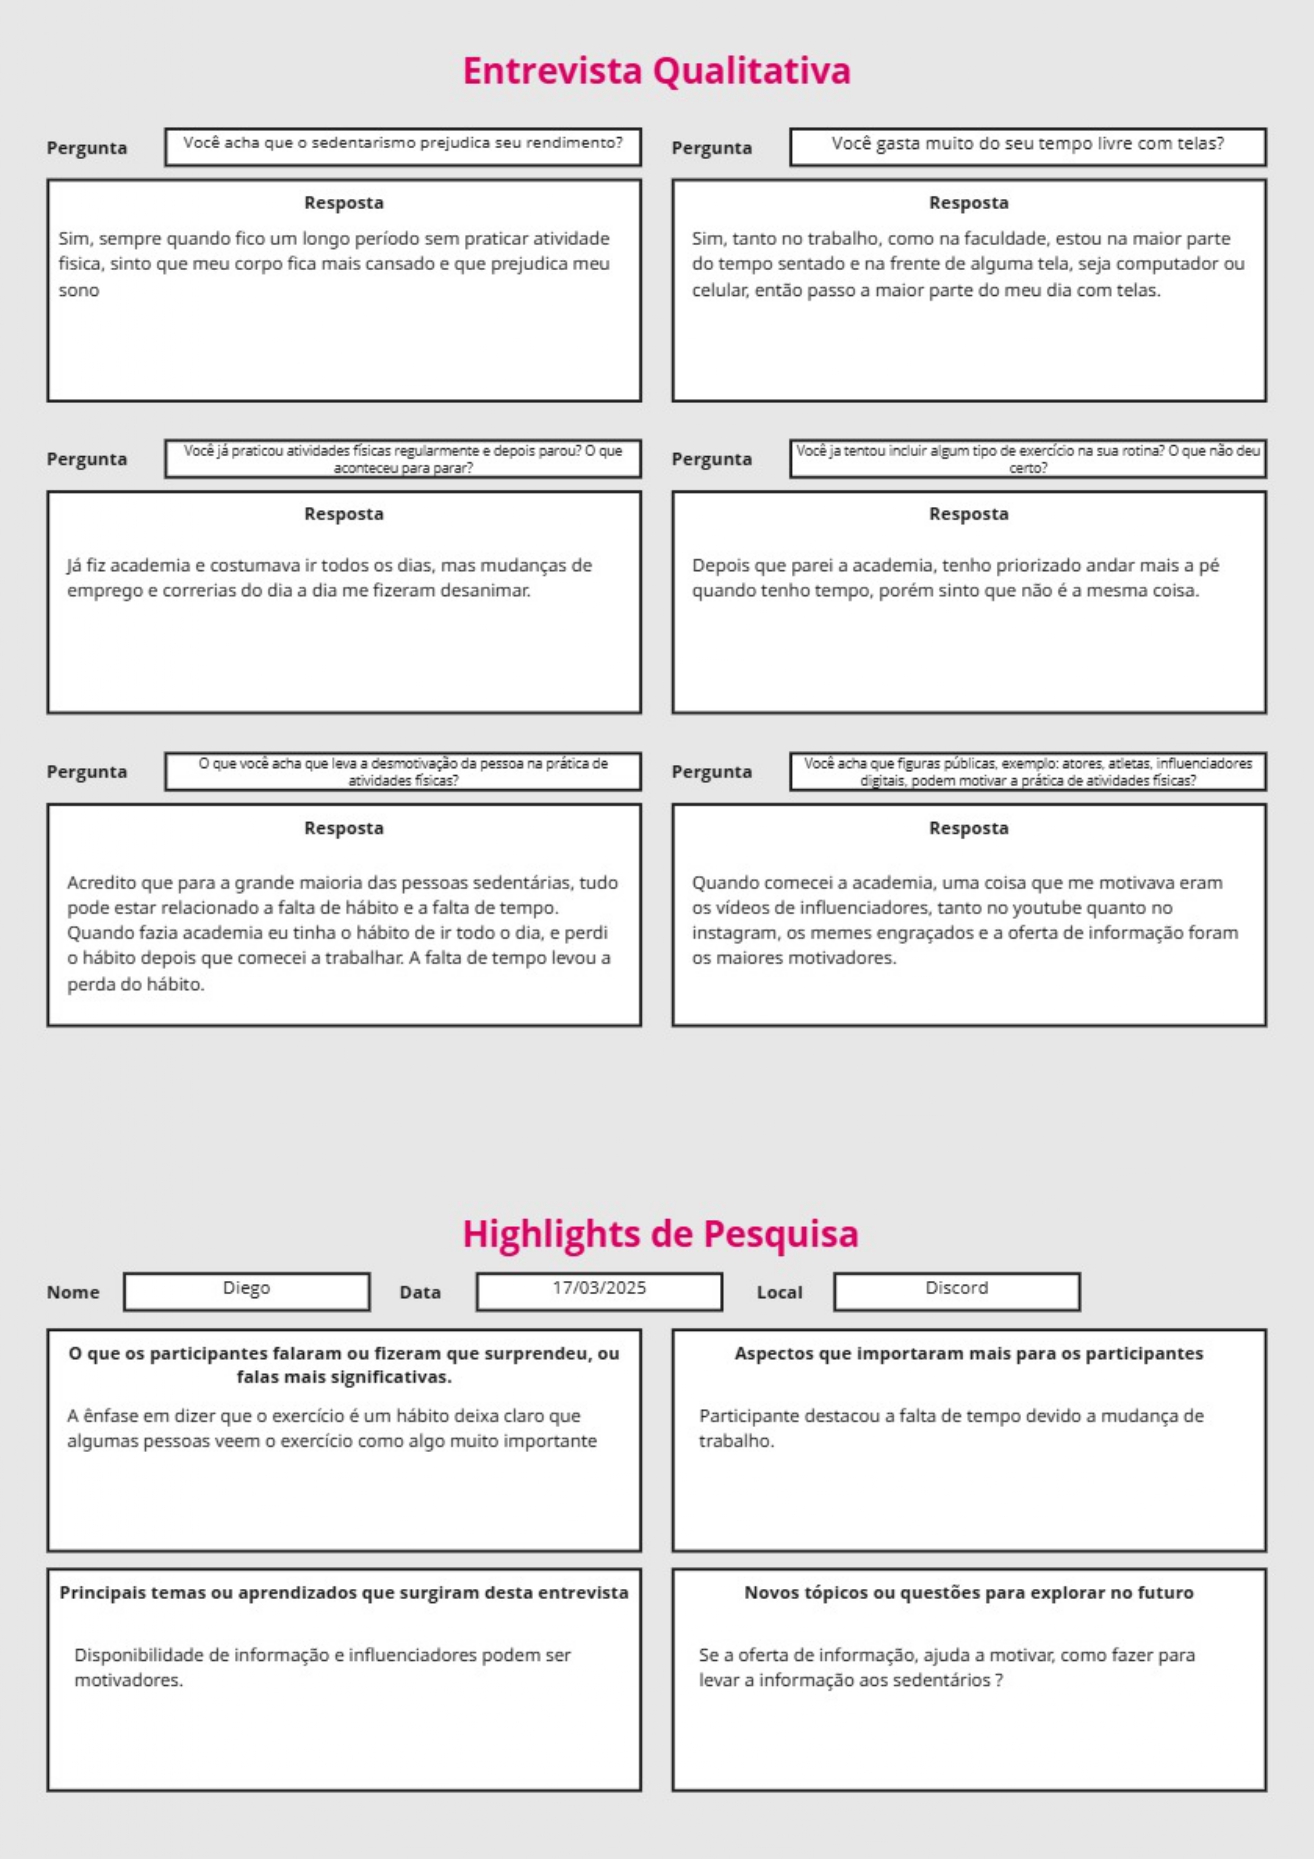 Entrevista Qualitativa
Pergunta
Você acha que o sedentarismo prejudica seu rendimento?
Resposta
Sim, sempre quando fico um longo período sem praticar atividade
fisica, sinto que meu corpo fica mais cansado e que prejudica meu
sono
Pergunta
Você gasta muito do seu tempo livre com telas?
Resposta
Sim, tanto no trabalho, como na faculdade, estou na maior parte
do tempo sentado e na frente de alguma tela, seja computador ou
celular, então passo a maior parte do meu dia com telas.
Pergunta
Você já praticou atividades físicas regularmente e depois parou? O que
aconteceu para parar?
Resposta
Já fiz academia e costumava ir todos os dias, mas mudanças de
emprego e correrias do dia a dia me fizeram desanimar.
Pergunta
Você ja tentou incluir algum tipo de exercício na sua rotina? O que não deu
certo?
Resposta
Depois que parei a academia, tenho priorizado andar mais a pé
quando tenho tempo, porém sinto que não é a mesma coisa.
Pergunta
O que você acha que leva a desmotivação da pessoa na prática de
atividades físicas?
Resposta
Acredito que para a grande maioria das pessoas sedentárias, tudo
pode estar relacionado a falta de hábito e a falta de tempo.
Quando fazia academia eu tinha o hábito de ir todo o dia, e perdi
o hábito depois que comecei a trabalhar. A falta de tempo levou a
perda do hábito.
Pergunta
Você acha que figuras públicas, exemplo: atores, atletas, influenciadores
digitais, podem motivar a prática de atividades físicas?
Resposta
Quando comecei a academia, uma coisa que me motivava eram
os vídeos de influenciadores, tanto no youtube quanto no
instagram, os memes engraçados e a oferta de informação foram
os maiores motivadores.
Highlights de Pesquisa
Nome
Diego
Data
17/03/2025
Local
Discord
O que os participantes falaram ou fizeram que surpreendeu, ou
falas mais significativas.
A ênfase em dizer que o exercício é um hábito deixa claro que
algumas pessoas veem o exercício como algo muito importante
Aspectos que importaram mais para os participantes
Participante destacou a falta de tempo devido a mudança de
trabalho.
Principais temas ou aprendizados que surgiram desta entrevista
Disponibilidade de informação e influenciadores podem ser
motivadores.
Novos tópicos ou questões para explorar no futuro
Se a oferta de informação, ajuda a motivar, como fazer para
levar a informação aos sedentários ?